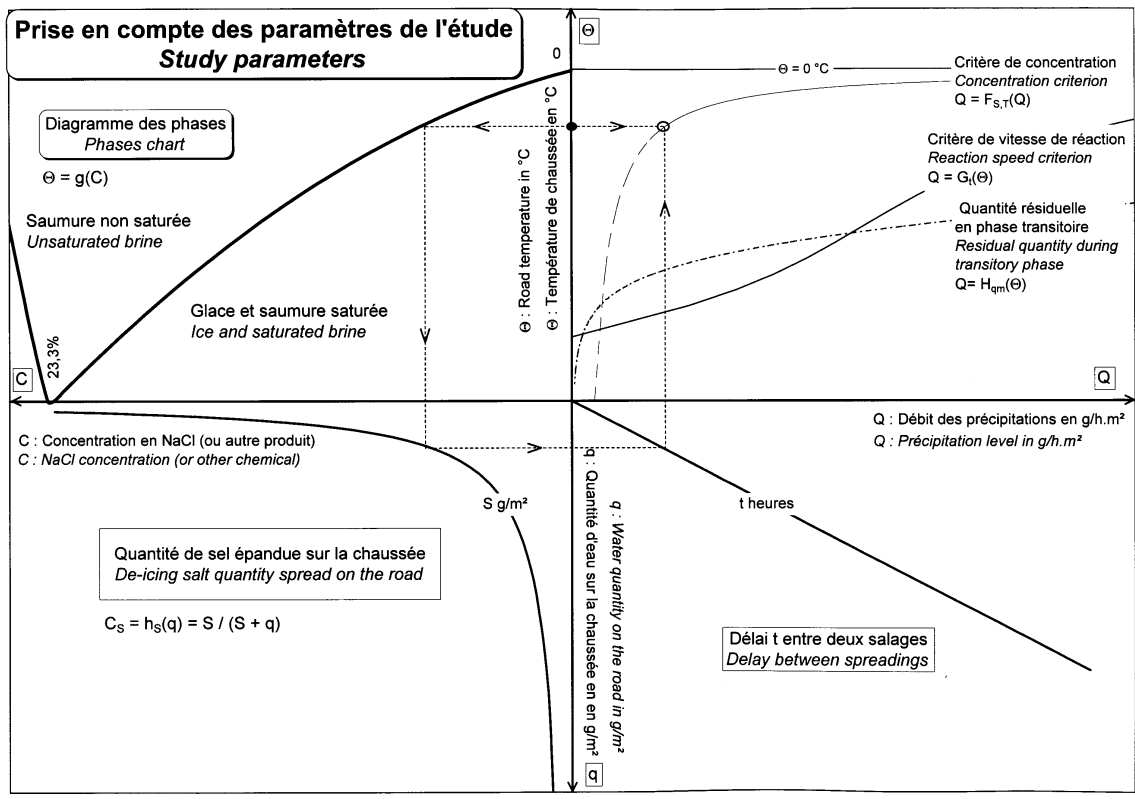 Prise en compte des paramètres de l'étude
Study parameters
Θ
0
Θ = 0 °C
Critère de concentration
Concentration criterion
Q = F_S,T(Q)
Diagramme des phases
Phases chart
Θ = g(C)
Critère de vitesse de réaction
Reaction speed criterion
Q = G_t(Θ)
Saumure non saturée
Unsaturated brine
Quantité résiduelle
en phase transitoire
Residual quantity during
transitory phase
Q= H_qm(Θ)
Θ : Road temperature in °C
Θ : Température de chaussée en °C
Glace et saumure saturée
Ice and saturated brine
23,3%
C
Q
C : Concentration en NaCl (ou autre produit)
C : NaCl concentration (or other chemical)
Q : Débit des précipitations en g/h.m²
Q : Précipitation level in g/h.m²
S g/m²
t heures
q : Quantité d'eau sur la chaussée en en g/m²
q : Water quantity on the road in g/m²
Quantité de sel épandue sur la chaussée
De-icing salt quantity spread on the road
C_S = h_S(q) = S / (S + q)
Délai t entre deux salages
Delay between spreadings
q